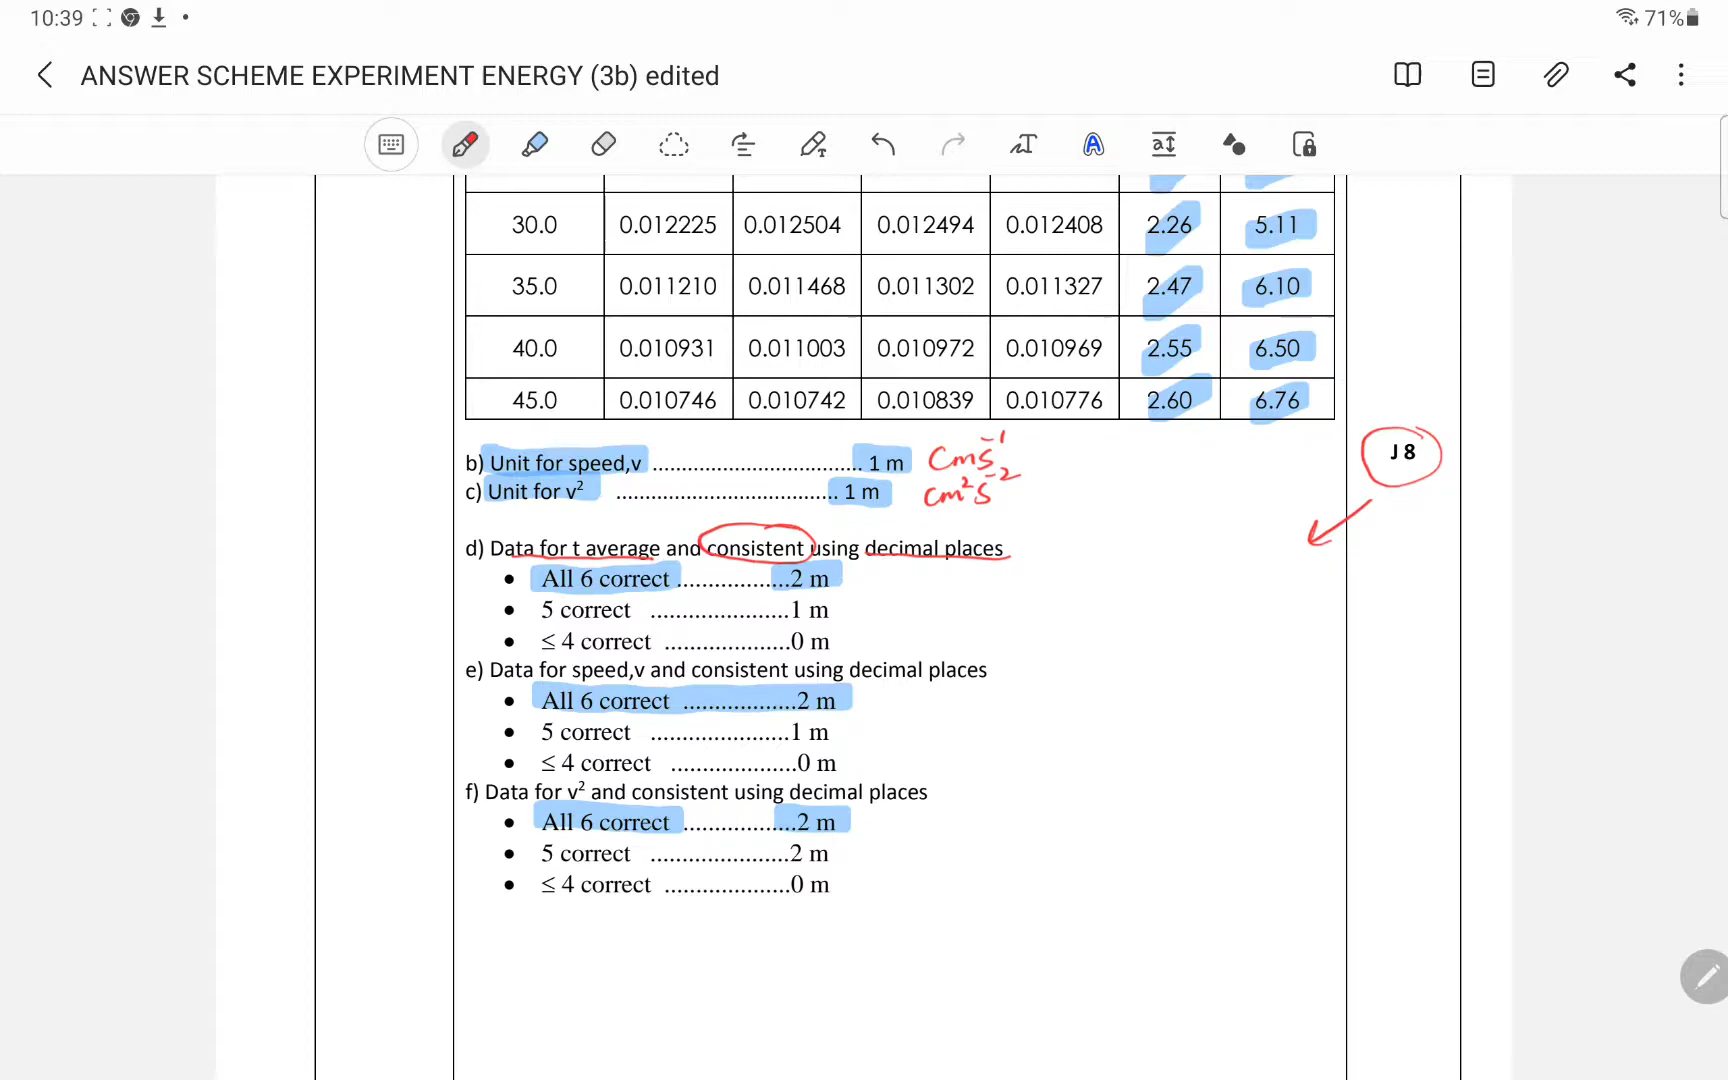 10:39
71%
ANSWER SCHEME EXPERIMENT ENERGY (3b) edited
30.0 0.012225 0.012504 0.012494 0.012408 2.26 5.11
35.0 0.011210 0.011468 0.011302 0.011327 2.47 6.10
40.0 0.010931 0.011003 0.010972 0.010969 2.55 6.50
45.0 0.010746 0.010742 0.010839 0.010776 2.60 6.76
b) Unit for speed,v ................................... 1 m cms⁻¹
J 8
c) Unit for v² ..................................... 1 m cm²s⁻²
d) Data for t average and consistent using decimal places
• All 6 correct ..................2 m
• 5 correct ......................1 m
• ≤ 4 correct ....................0 m
e) Data for speed,v and consistent using decimal places
• All 6 correct ..................2 m
• 5 correct ......................1 m
• ≤ 4 correct ....................0 m
f) Data for v² and consistent using decimal places
• All 6 correct ..................2 m
• 5 correct ......................2 m
• ≤ 4 correct ....................0 m